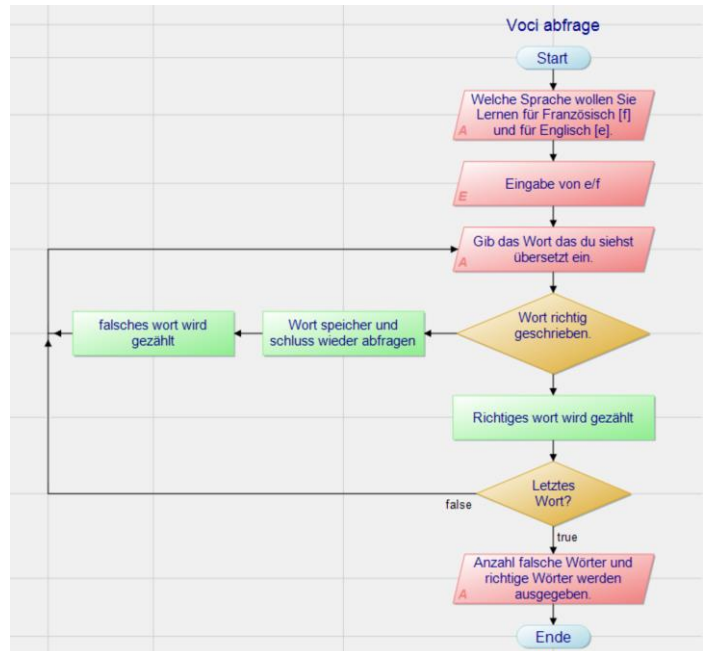 Voci abfrage
Start
Welche Sprache wollen Sie
Lernen für Französisch [f]
und für Englisch [e].
A
Eingabe von e/f
E
Gib das Wort das du siehst
übersetzt ein.
A
Wort richtig
geschrieben.
Wort speicher und
schluss wieder abfragen
falsches wort wird
gezählt
Richtiges wort wird gezählt
Letztes
Wort?
false
true
Anzahl falsche Wörter und
richtige Wörter werden
ausgegeben.
A
Ende